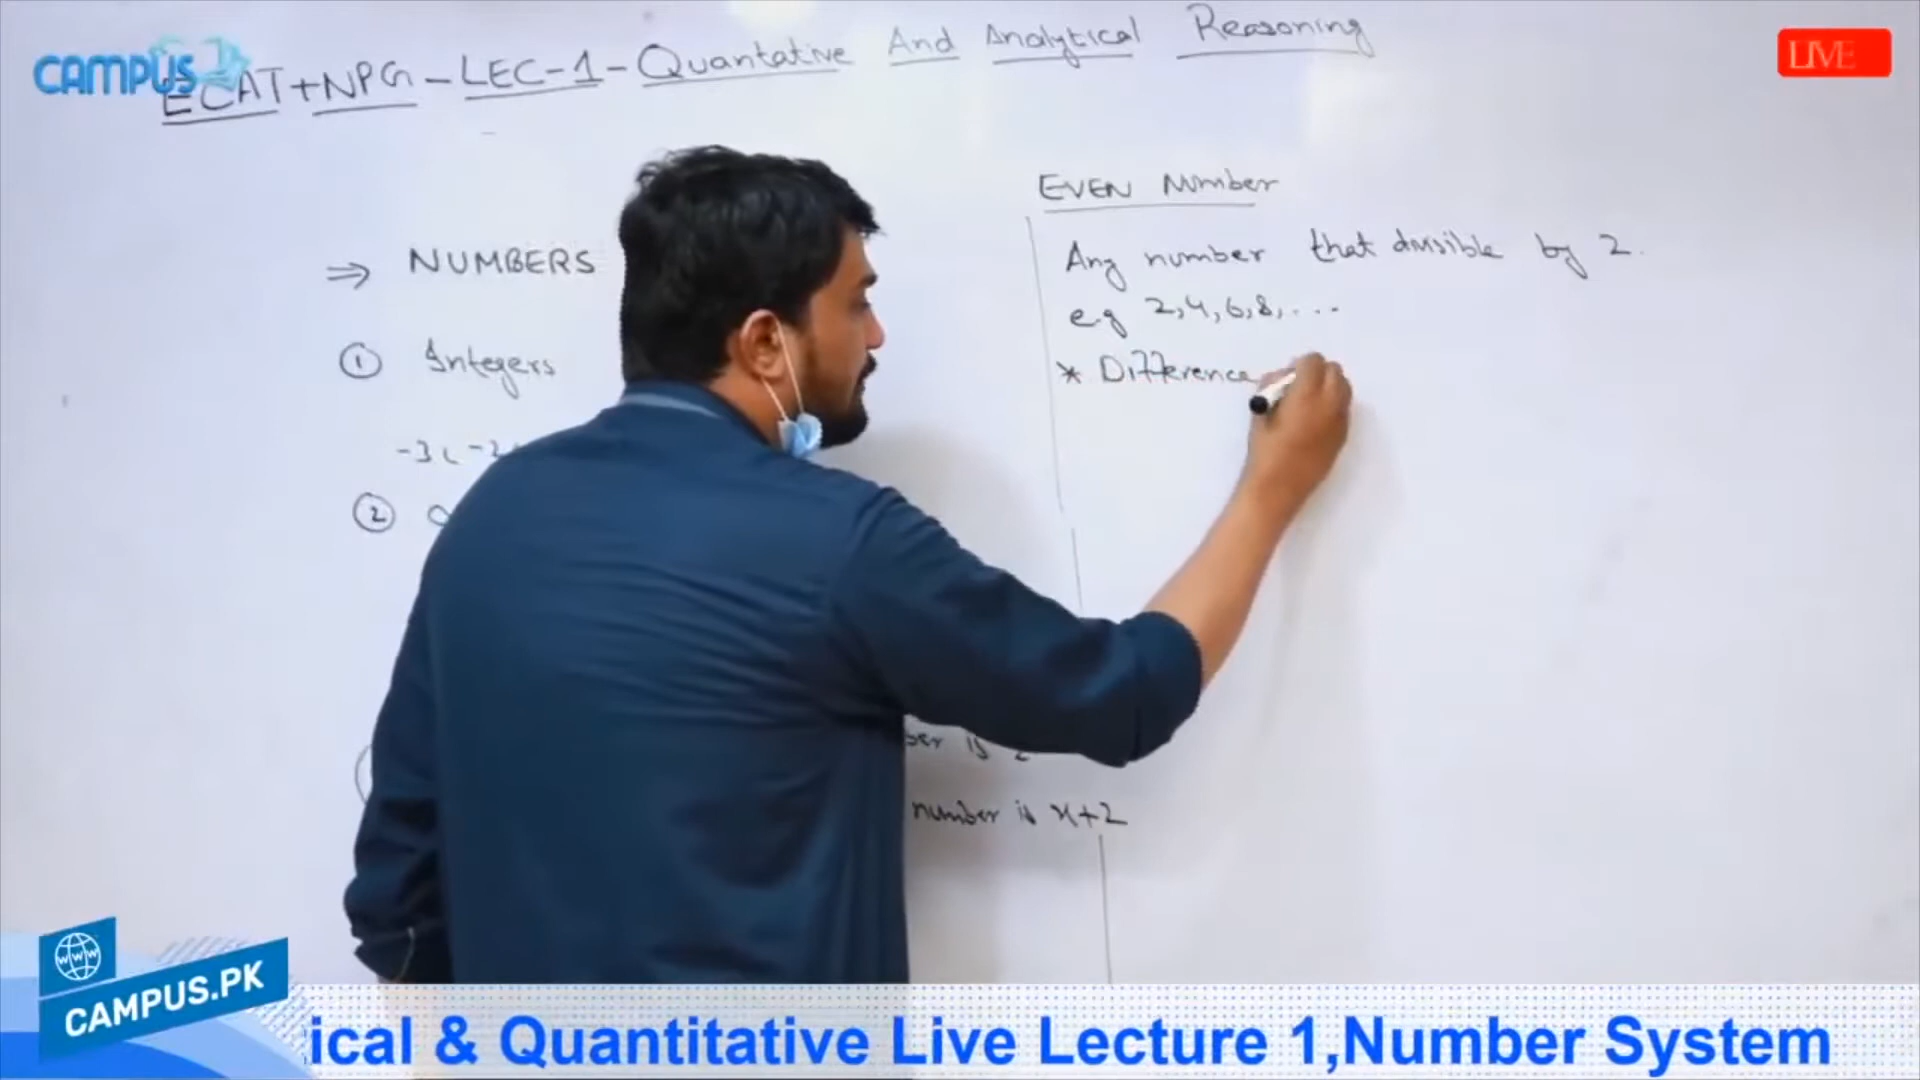 CAMPUS
LIVE
ECAT+NPG-LEC-1-Quantative And Analytical Reasoning
⇒ NUMBERS
① Integers
②
EVEN Number
Any number that divisible by 2.
e.g 2,4,6,8,...
* Difference
is
number is x+2
www
CAMPUS.PK
ical & Quantitative Live Lecture 1,Number System